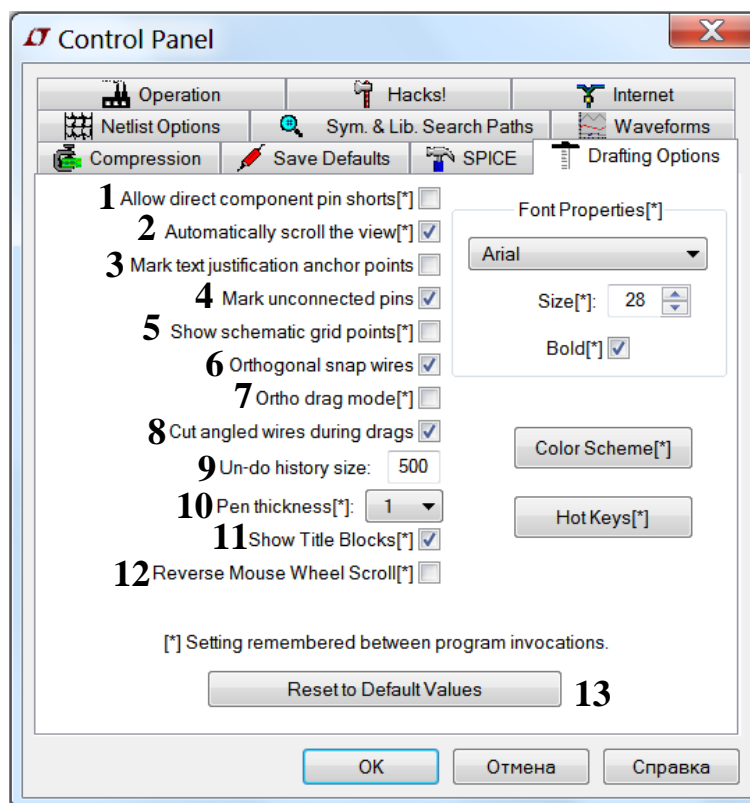 Control Panel
Operation Hacks! Internet
Netlist Options Sym. & Lib. Search Paths Waveforms
Compression Save Defaults SPICE Drafting Options
1 Allow direct component pin shorts[*]
2 Automatically scroll the view[*]
3 Mark text justification anchor points
4 Mark unconnected pins
5 Show schematic grid points[*]
6 Orthogonal snap wires
7 Ortho drag mode[*]
8 Cut angled wires during drags
9 Un-do history size: 500
10 Pen thickness[*]: 1
11 Show Title Blocks[*]
12 Reverse Mouse Wheel Scroll[*]
Font Properties[*]
Arial
Size[*]: 28
Bold[*]
Color Scheme[*]
Hot Keys[*]
[*] Setting remembered between program invocations.
Reset to Default Values 13
OK Отмена Справка